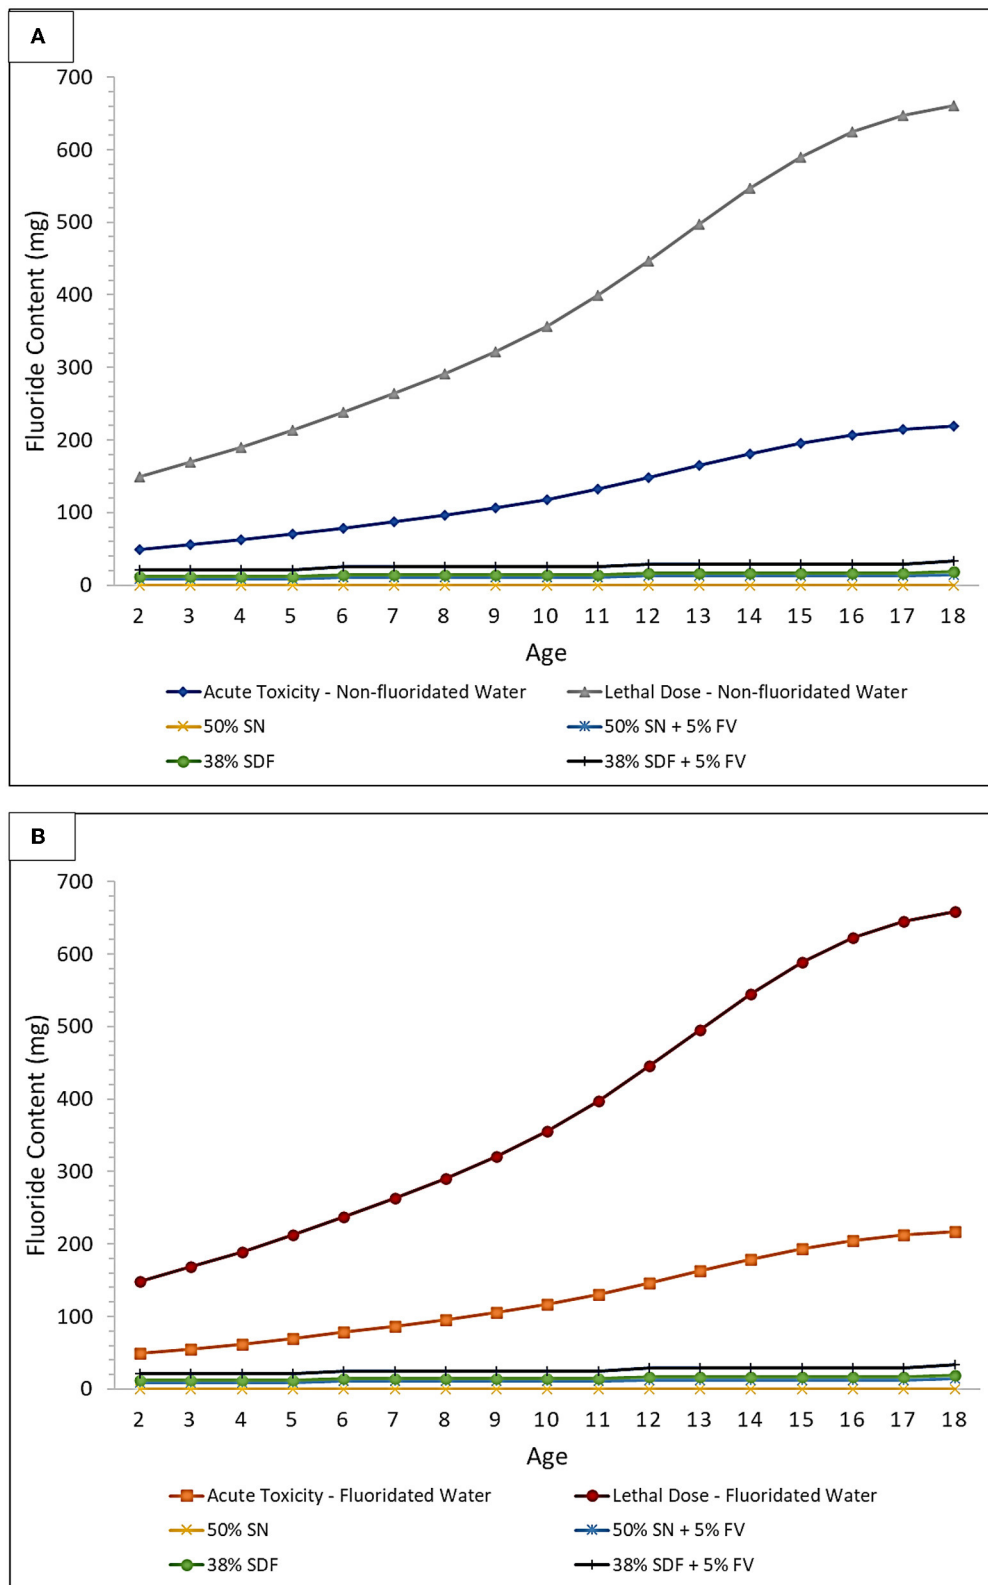 A
700
600
500
400
300
200
100
0
Fluoride Content (mg)
2 3 4 5 6 7 8 9 10 11 12 13 14 15 16 17 18
Age
Acute Toxicity - Non-fluoridated Water Lethal Dose - Non-fluoridated Water
50% SN 50% SN + 5% FV
38% SDF 38% SDF + 5% FV
B
700
600
500
400
300
200
100
0
Fluoride Content (mg)
2 3 4 5 6 7 8 9 10 11 12 13 14 15 16 17 18
Age
Acute Toxicity - Fluoridated Water Lethal Dose - Fluoridated Water
50% SN 50% SN + 5% FV
38% SDF 38% SDF + 5% FV